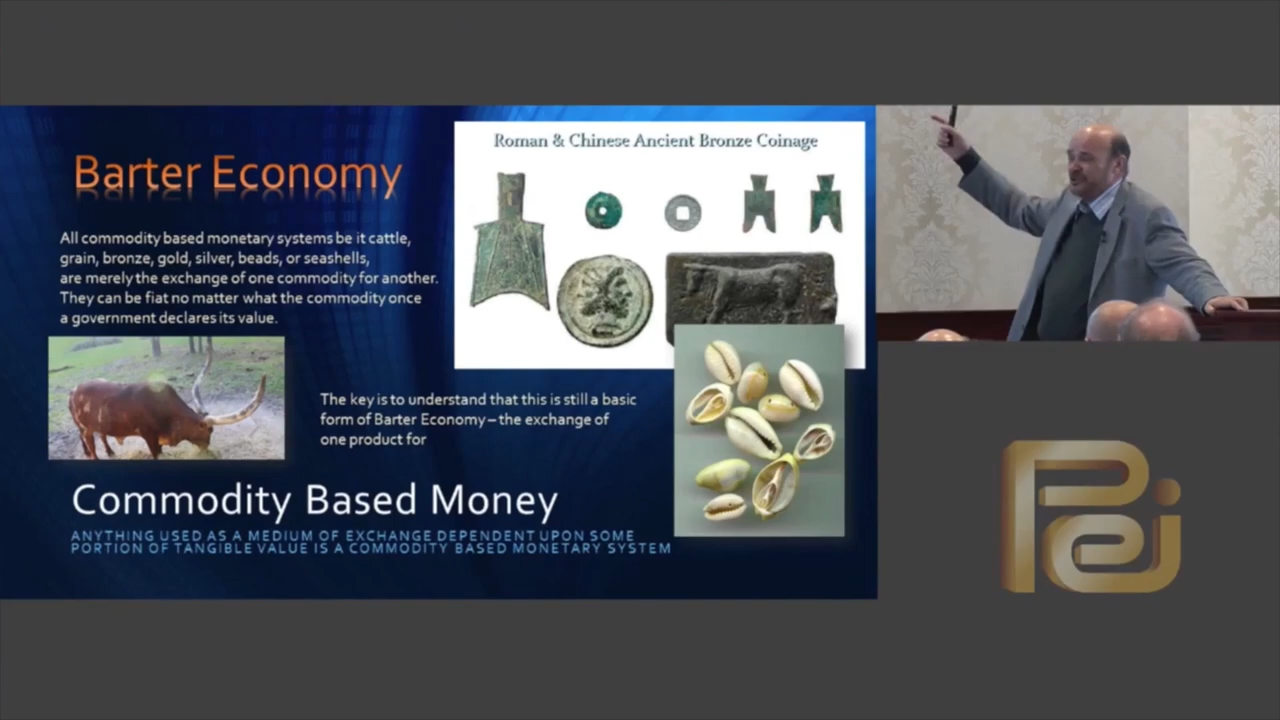 Barter Economy
All commodity based monetary systems be it cattle,
grain, bronze, gold, silver, beads, or seashells,
are merely the exchange of one commodity for another.
They can be fiat no matter what the commodity once
a government declares its value.
Roman & Chinese Ancient Bronze Coinage
The key is to understand that this is still a basic
form of Barter Economy – the exchange of
one product for
Commodity Based Money
ANYTHING USED AS A MEDIUM OF EXCHANGE DEPENDENT UPON SOME
PORTION OF TANGIBLE VALUE IS A COMMODITY BASED MONETARY SYSTEM
Pei